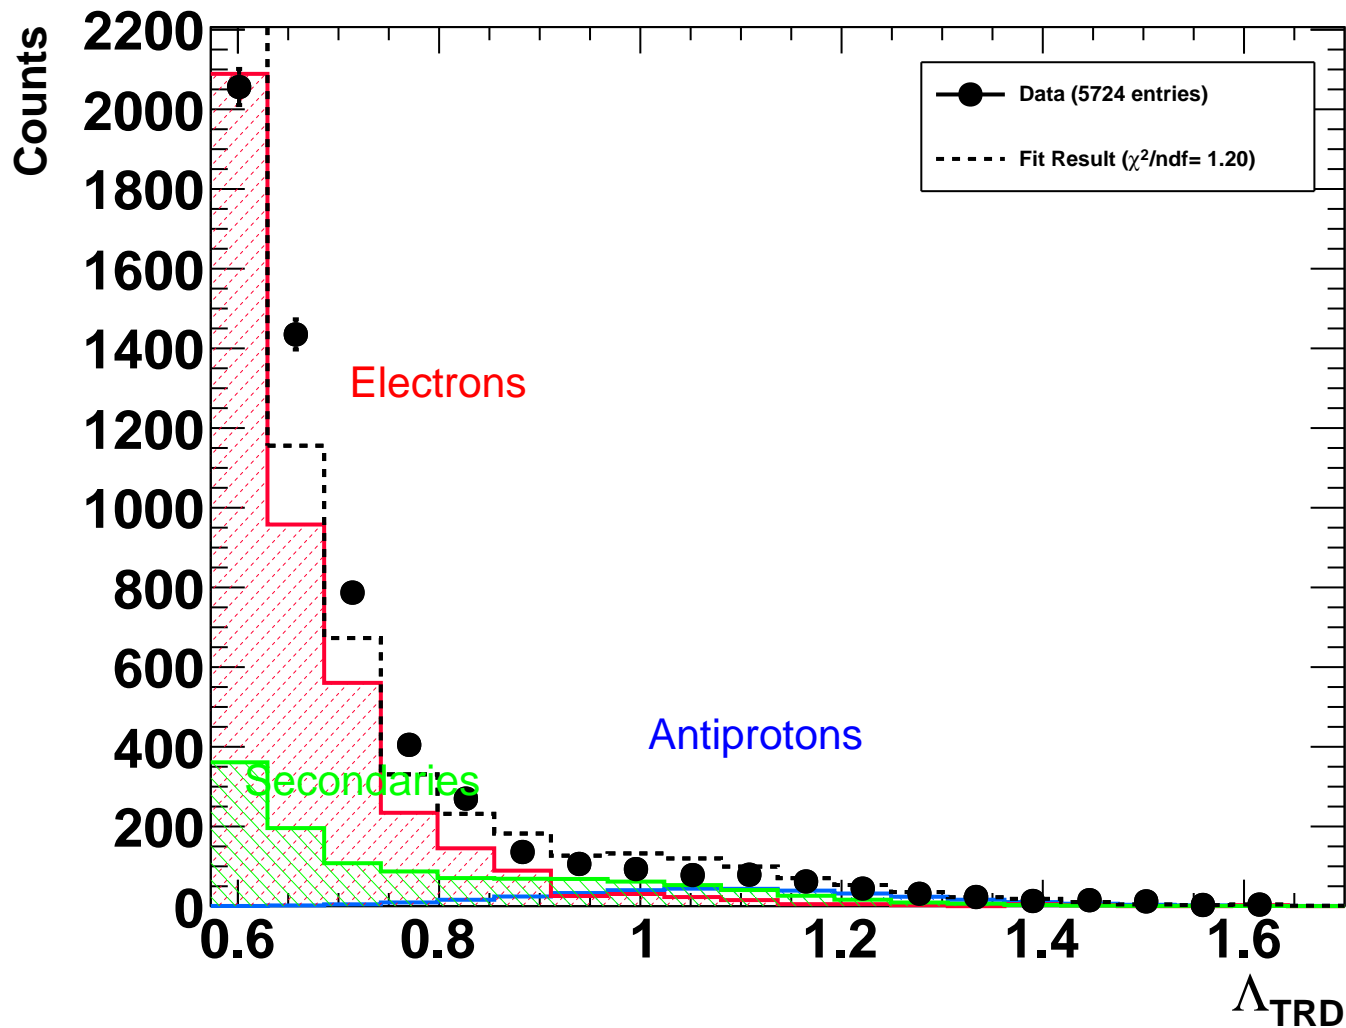 Counts
2200
2000
1800
1600
1400
1200
1000
800
600
400
200
0
Data (5724 entries)
Fit Result (χ²/ndf= 1.20)
Electrons
Antiprotons
Secondaries
0.6 0.8 1 1.2 1.4 1.6
Λ_TRD